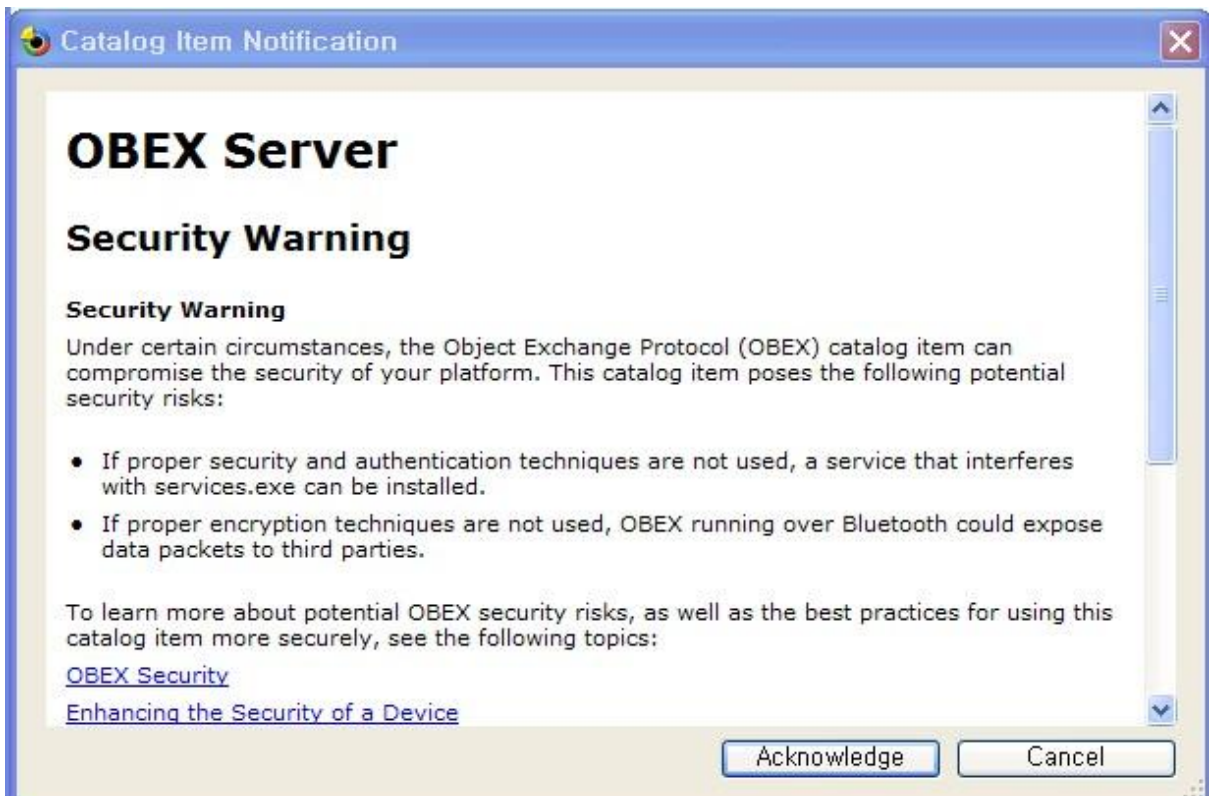 Catalog Item Notification
OBEX Server
Security Warning
Security Warning
Under certain circumstances, the Object Exchange Protocol (OBEX) catalog item can
compromise the security of your platform. This catalog item poses the following potential
security risks:
• If proper security and authentication techniques are not used, a service that interferes
with services.exe can be installed.
• If proper encryption techniques are not used, OBEX running over Bluetooth could expose
data packets to third parties.
To learn more about potential OBEX security risks, as well as the best practices for using this
catalog item more securely, see the following topics:
OBEX Security
Enhancing the Security of a Device
Acknowledge
Cancel